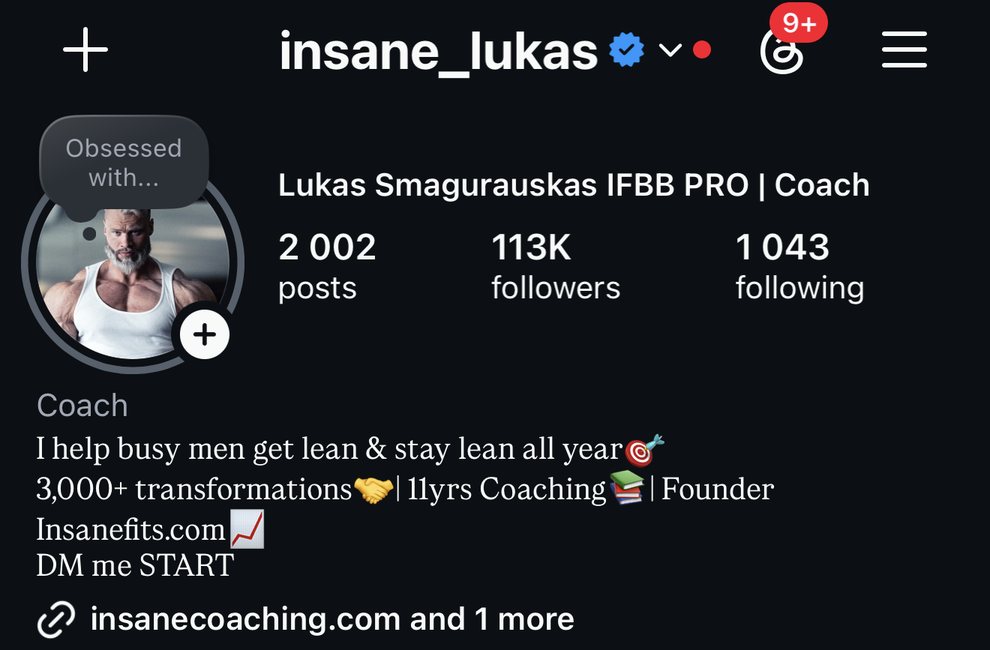 insane_lukas
9+
Obsessed
with...
Lukas Smagurauskas IFBB PRO | Coach
2 002 113K 1 043
posts followers following
Coach
I help busy men get lean & stay lean all year🎯
3,000+ transformations🤝| 11yrs Coaching📚| Founder
Insanefits.com📈
DM me START
insanecoaching.com and 1 more